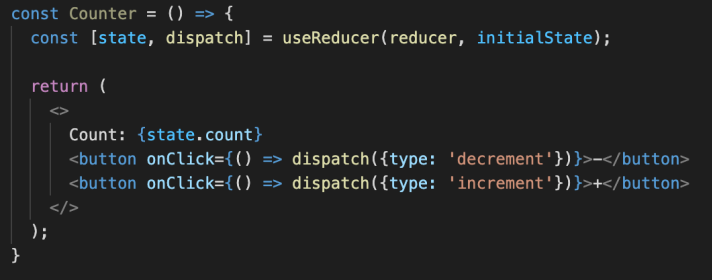 const Counter = () => {
  const [state, dispatch] = useReducer(reducer, initialState);

  return (
    <>
      Count: {state.count}
      <button onClick={() => dispatch({type: 'decrement'})}>-</button>
      <button onClick={() => dispatch({type: 'increment'})}>+</button>
    </>
  );
}